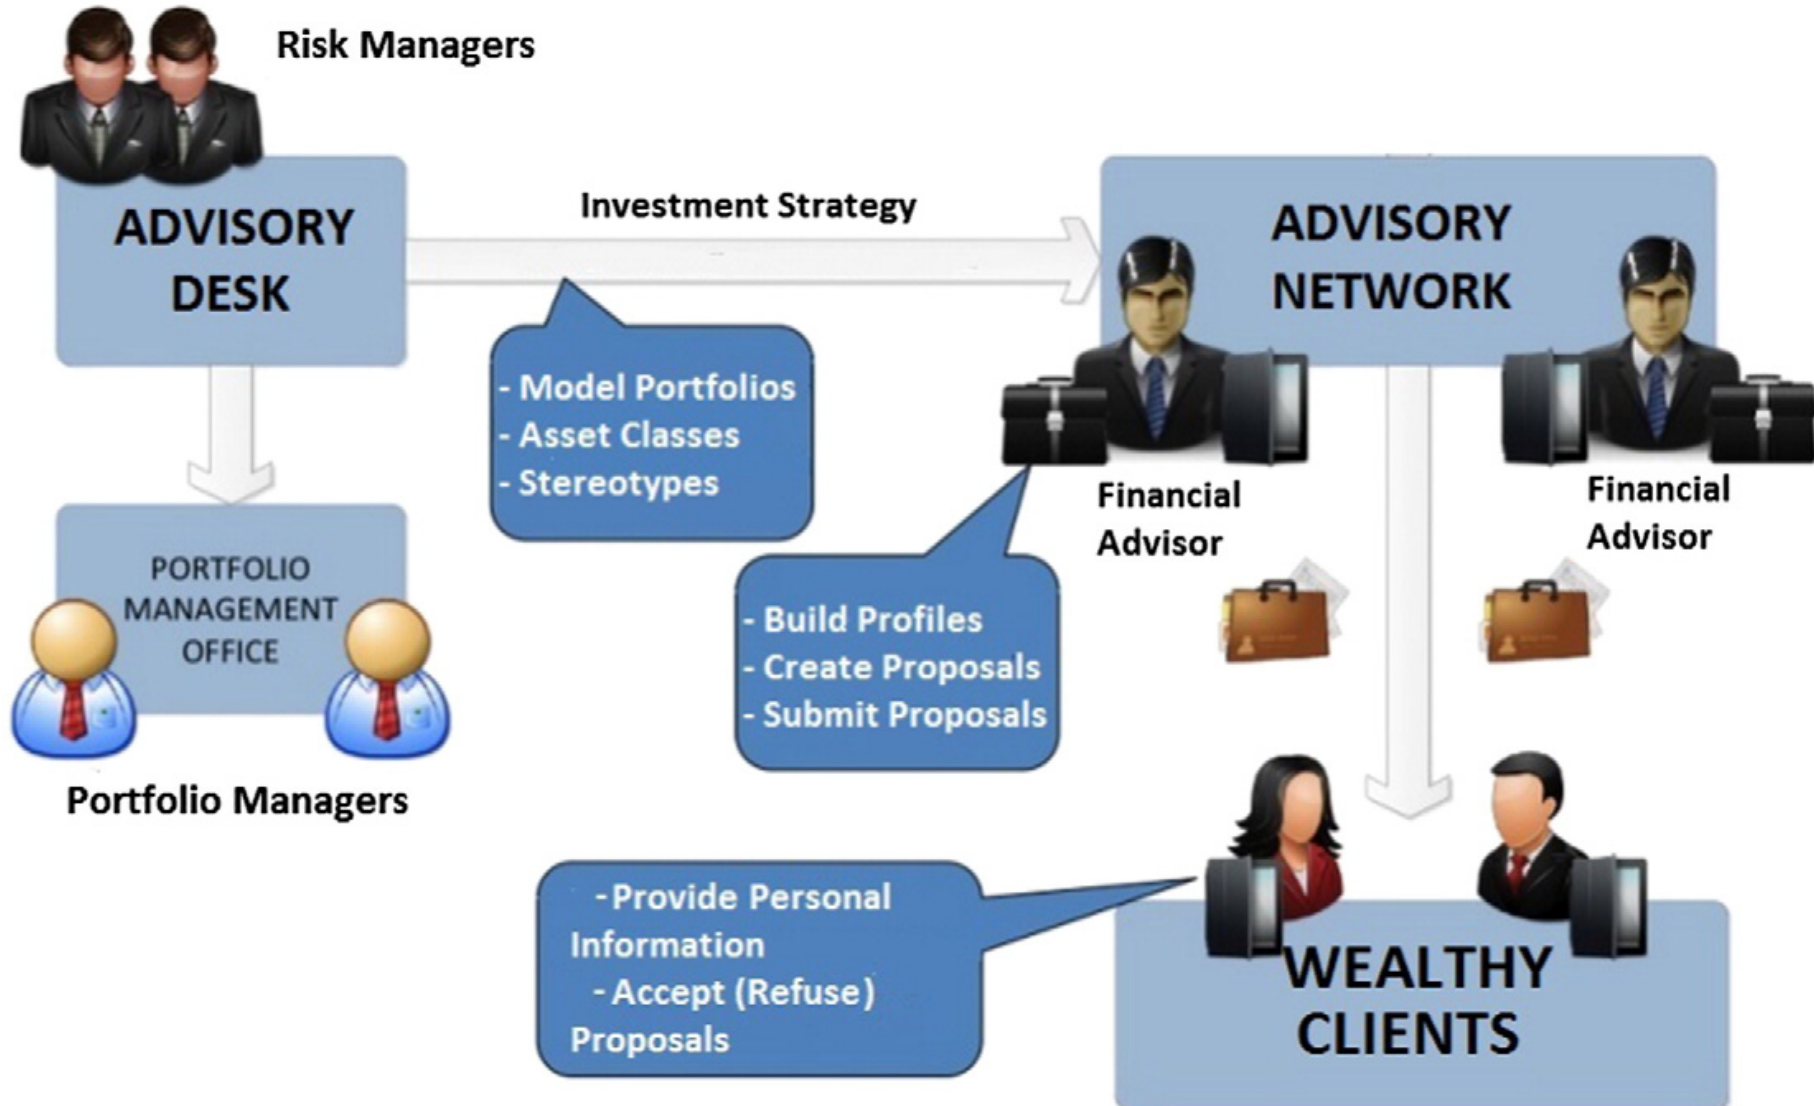 Risk Managers
ADVISORY
DESK
Investment Strategy
ADVISORY
NETWORK
- Model Portfolios
- Asset Classes
- Stereotypes
Financial
Advisor
Financial
Advisor
PORTFOLIO
MANAGEMENT
OFFICE
- Build Profiles
- Create Proposals
- Submit Proposals
Portfolio Managers
- Provide Personal
Information
- Accept (Refuse)
Proposals
WEALTHY
CLIENTS